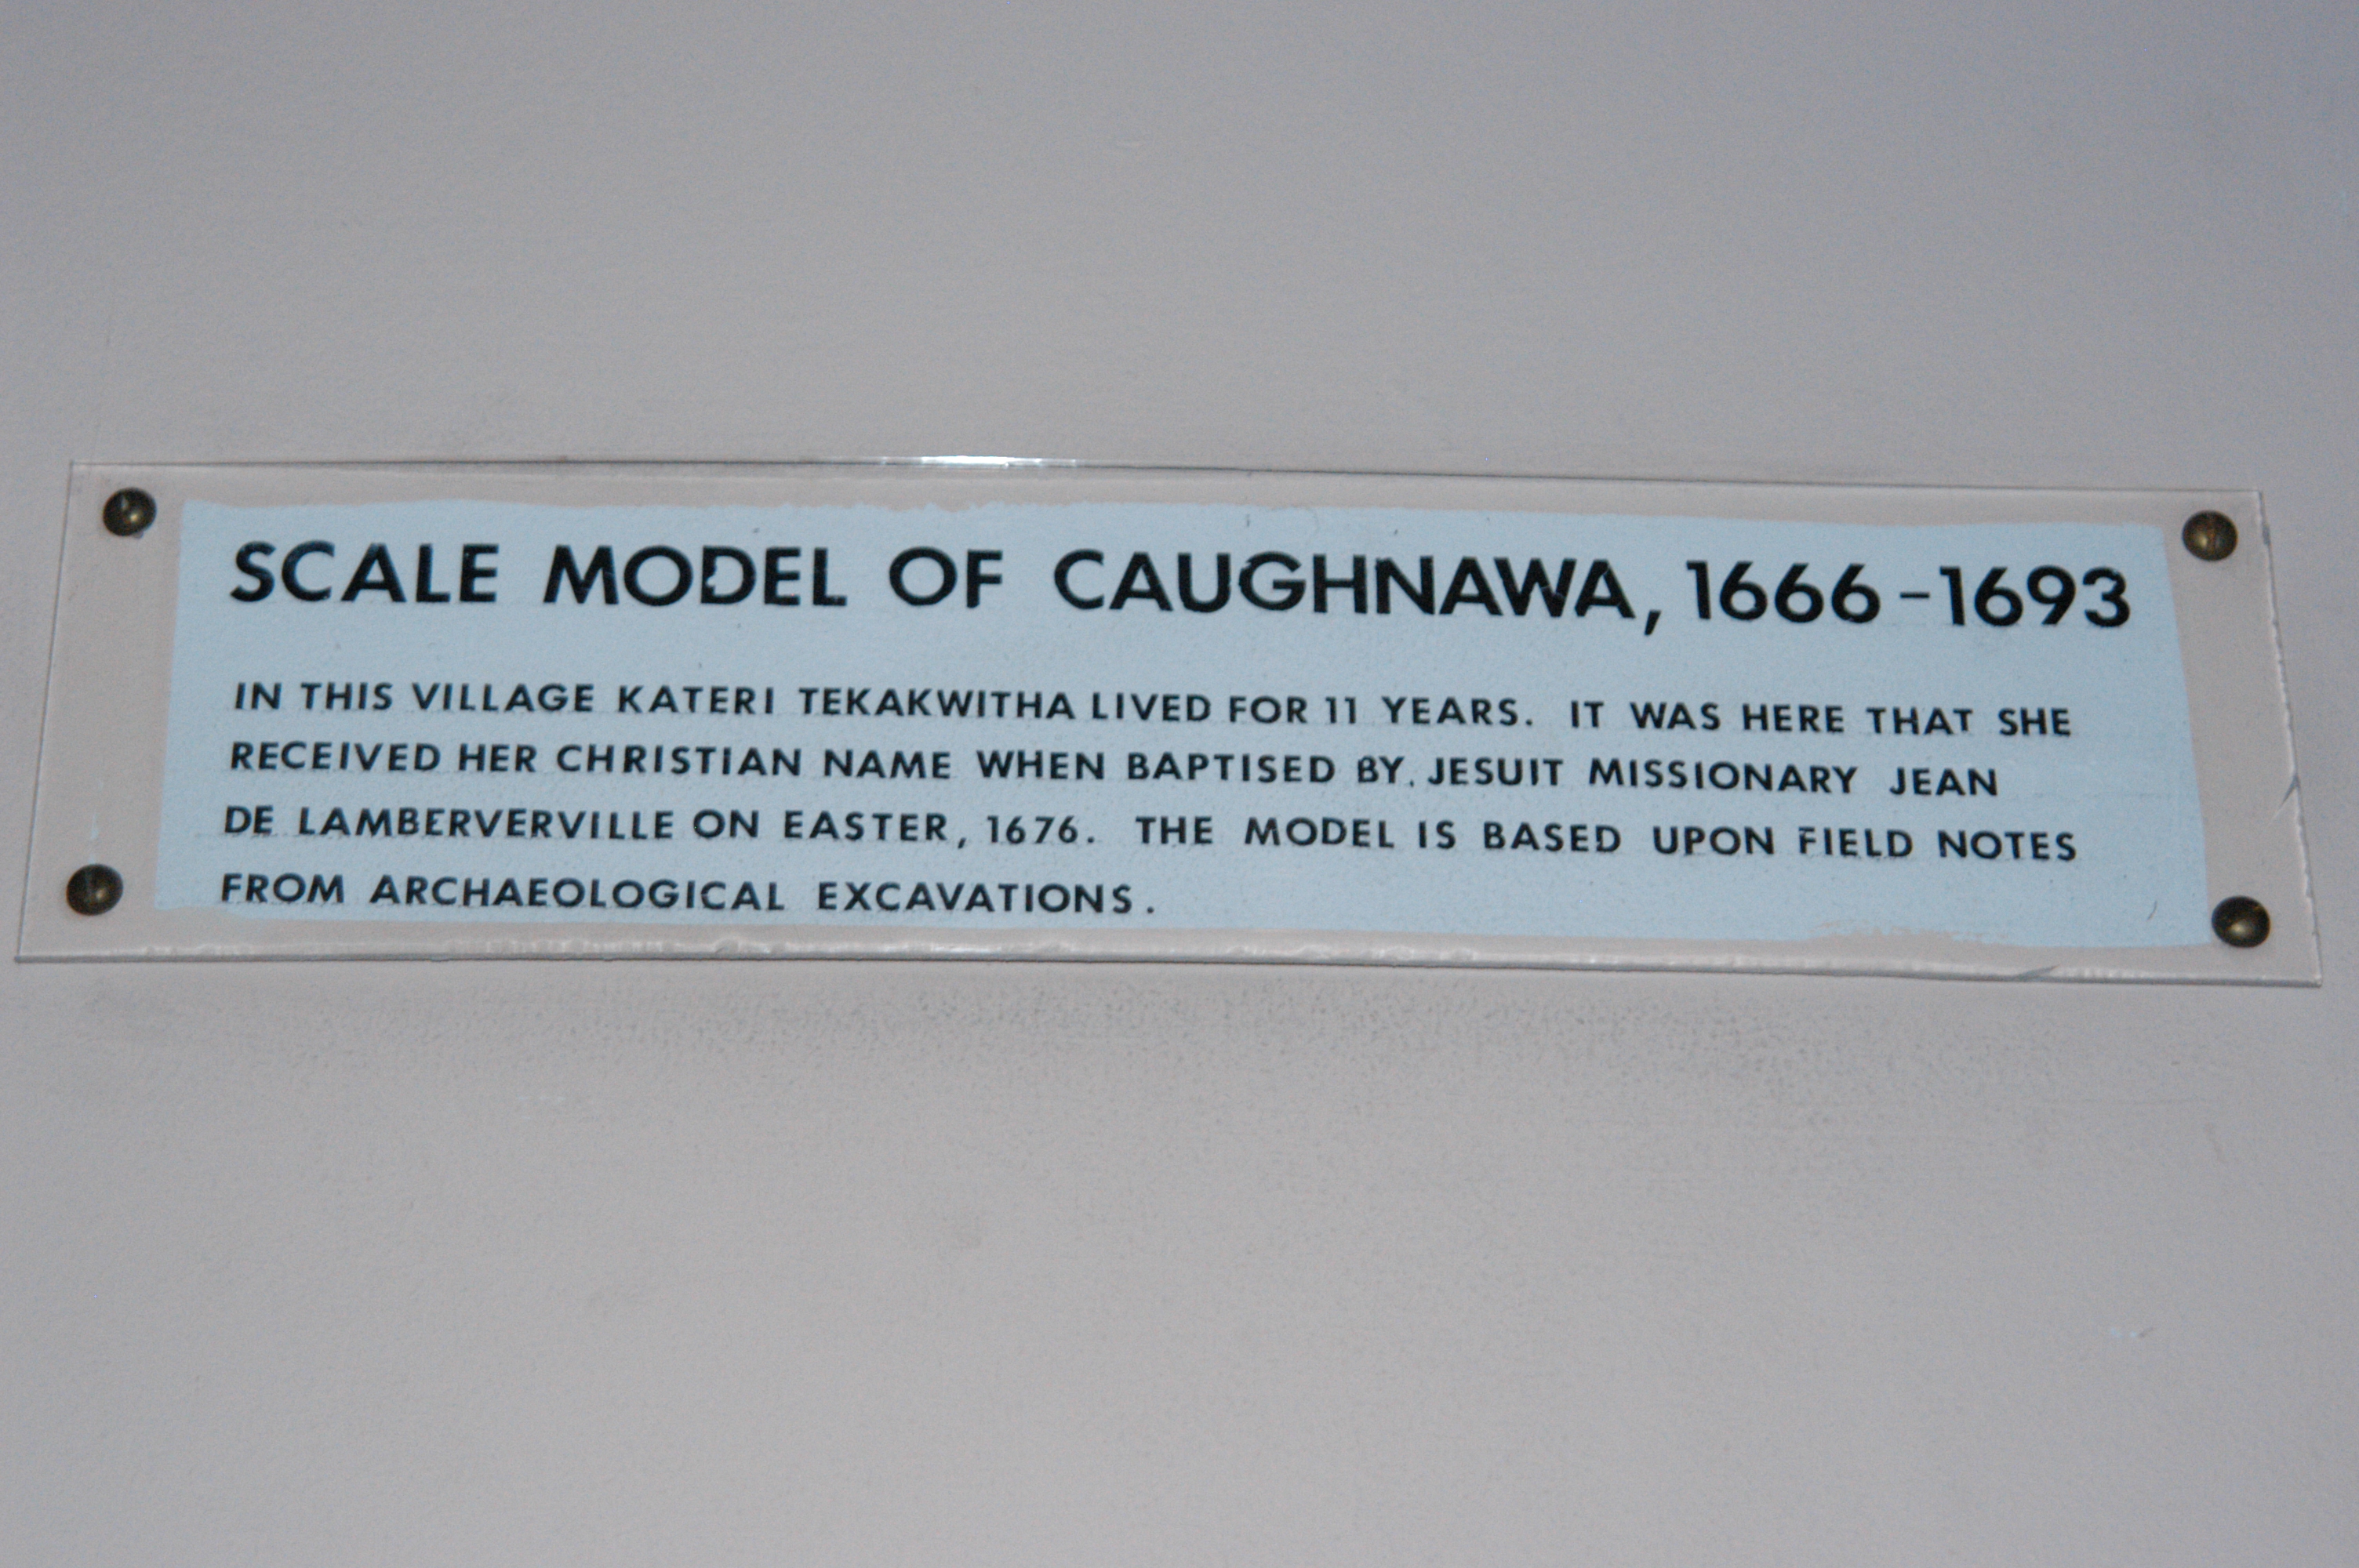 SCALE MODEL OF CAUGHNAWA, 1666-1693
IN THIS VILLAGE KATERI TEKAKWITHA LIVED FOR 11 YEARS. IT WAS HERE THAT SHE
RECEIVED HER CHRISTIAN NAME WHEN BAPTISED BY. JESUIT MISSIONARY JEAN
DE LAMBERVERVILLE ON EASTER, 1676. THE MODEL IS BASED UPON FIELD NOTES
FROM ARCHAEOLOGICAL EXCAVATIONS.